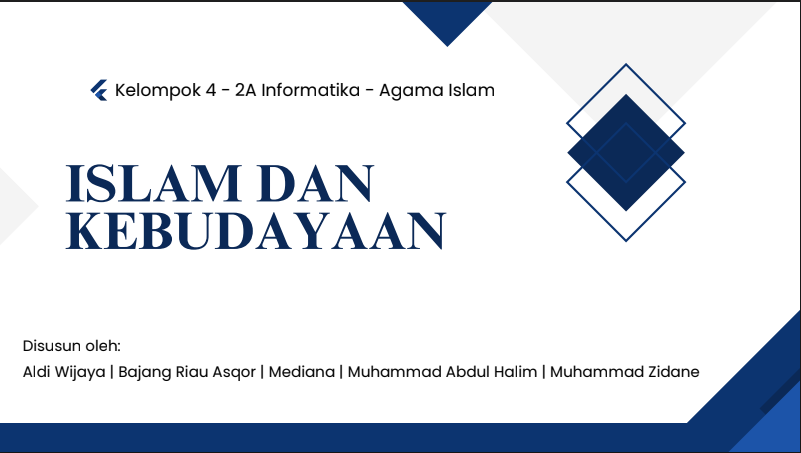 Kelompok 4 - 2A Informatika - Agama Islam
ISLAM DAN
KEBUDAYAAN
Disusun oleh:
Aldi Wijaya | Bajang Riau Asqor | Mediana | Muhammad Abdul Halim | Muhammad Zidane